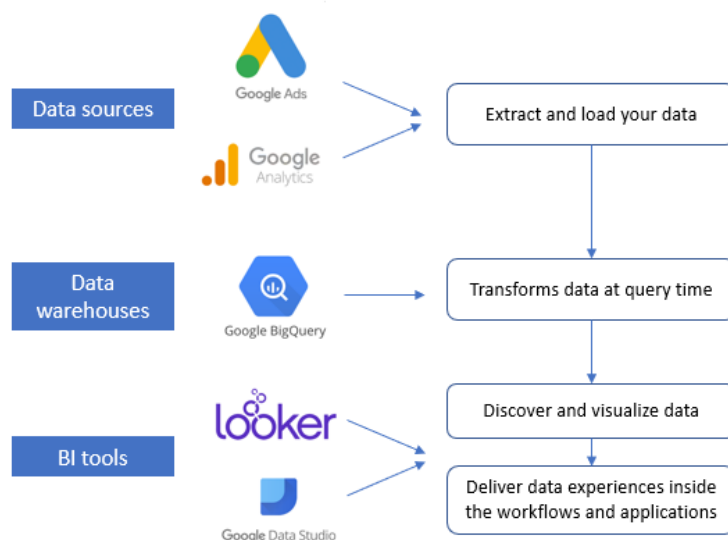 Google Ads
Data sources
Extract and load your data
Google
Analytics
Data
warehouses
Google BigQuery
Transforms data at query time
looker
Discover and visualize data
BI tools
Google Data Studio
Deliver data experiences inside
the workflows and applications